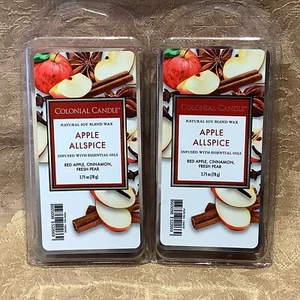 COLONIAL CANDLE®
NATURAL SOY BLEND WAX
APPLE
ALLSPICE
INFUSED WITH ESSENTIAL OILS
RED APPLE, CINNAMON,
FRESH PEAR
2.75 oz (78 g)
COLONIAL CANDLE®
NATURAL SOY BLEND WAX
APPLE
ALLSPICE
INFUSED WITH ESSENTIAL OILS
RED APPLE, CINNAMON,
FRESH PEAR
2.75 oz (78 g)